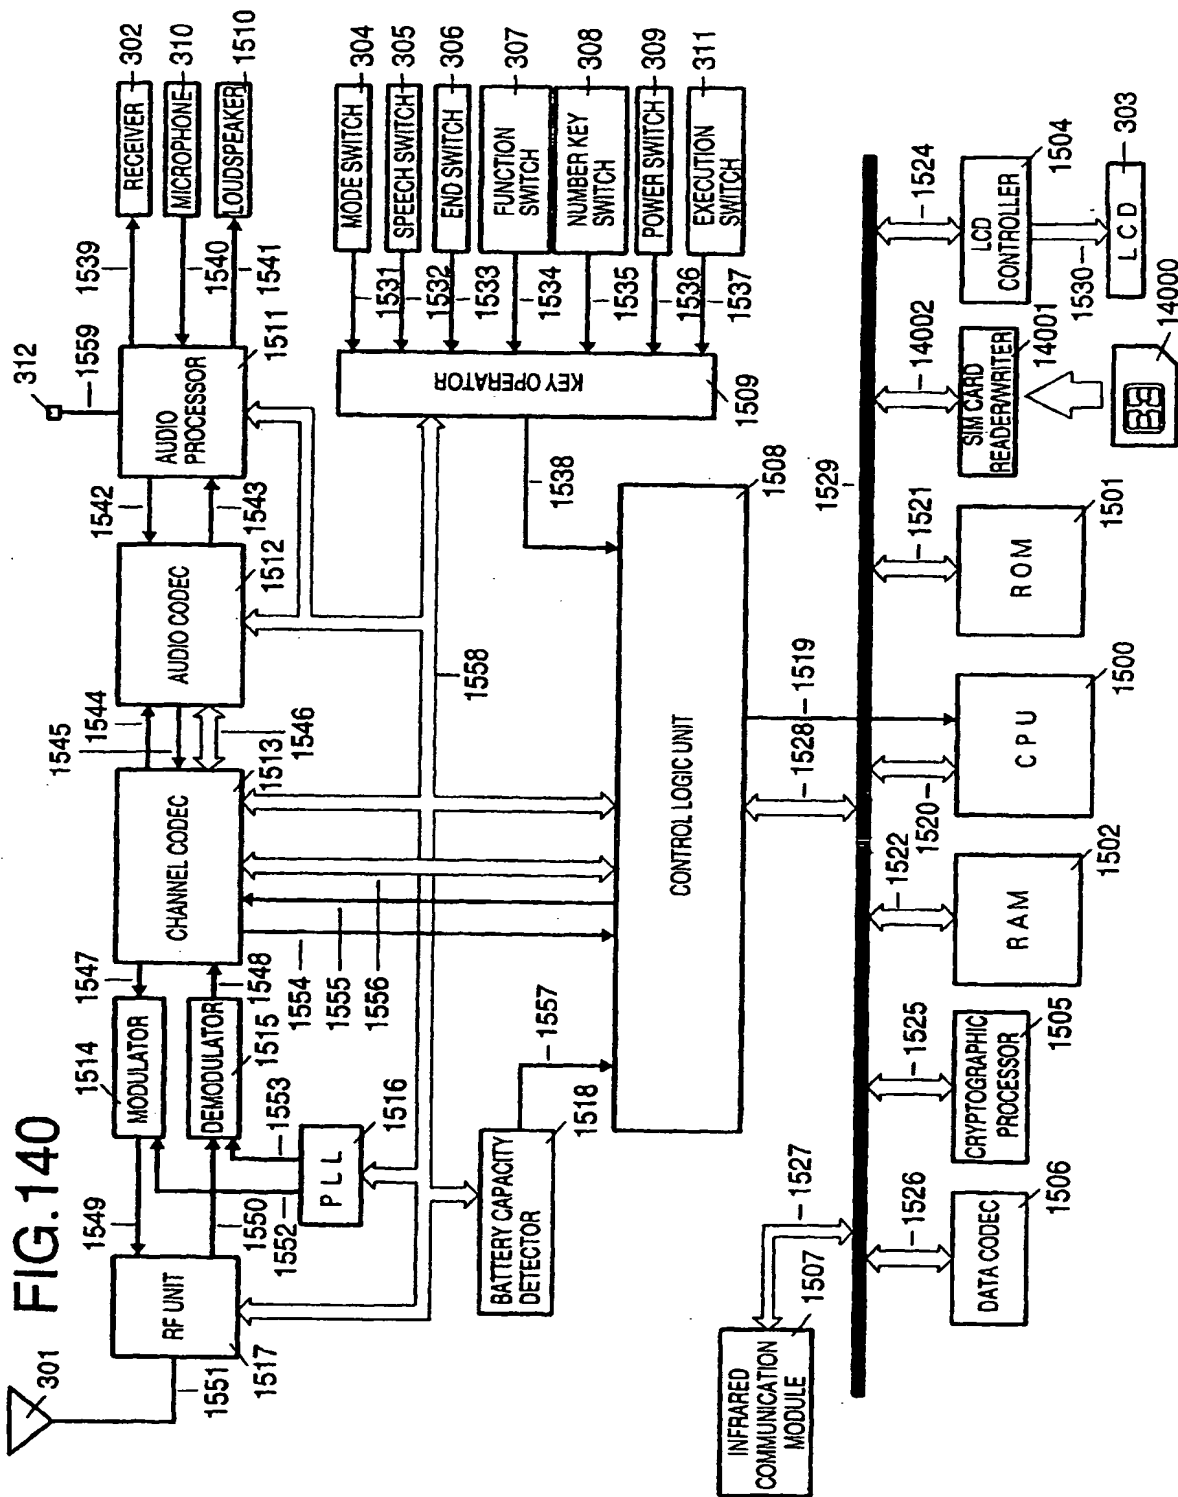 FIG.140
301
1551
RF UNIT
1517
1549
1550
1552
1553
1514
MODULATOR
DEMODULATOR
1515
PLL
1516
1547
1548
CHANNEL CODEC
1513
1545
1544
1546
AUDIO CODEC
1512
1542
1543
312
1559
AUDIO
PROCESSOR
1511
1539
1540
1541
RECEIVER
302
MICROPHONE
310
LOUDSPEAKER
1510
MODE SWITCH
304
SPEECH SWITCH
305
END SWITCH
306
FUNCTION
SWITCH
307
NUMBER KEY
SWITCH
308
POWER SWITCH
309
EXECUTION
SWITCH
311
1531
1532
1533
1534
1535
1536
1537
KEY OPERATOR
1509
1538
1558
1554
1555
1556
BATTERY CAPACITY
DETECTOR
1518
1557
CONTROL LOGIC UNIT
1508
1528
1519
1529
INFRARED
COMMUNICATION
MODULE
1507
1527
1526
DATA CODEC
1506
1525
CRYPTOGRAPHIC
PROCESSOR
1505
1522
RAM
1502
1520
CPU
1500
1521
ROM
1501
14002
SIM CARD
READER/WRITER
14001
14000
1524
LCD
CONTROLLER
1504
1530
LCD
303